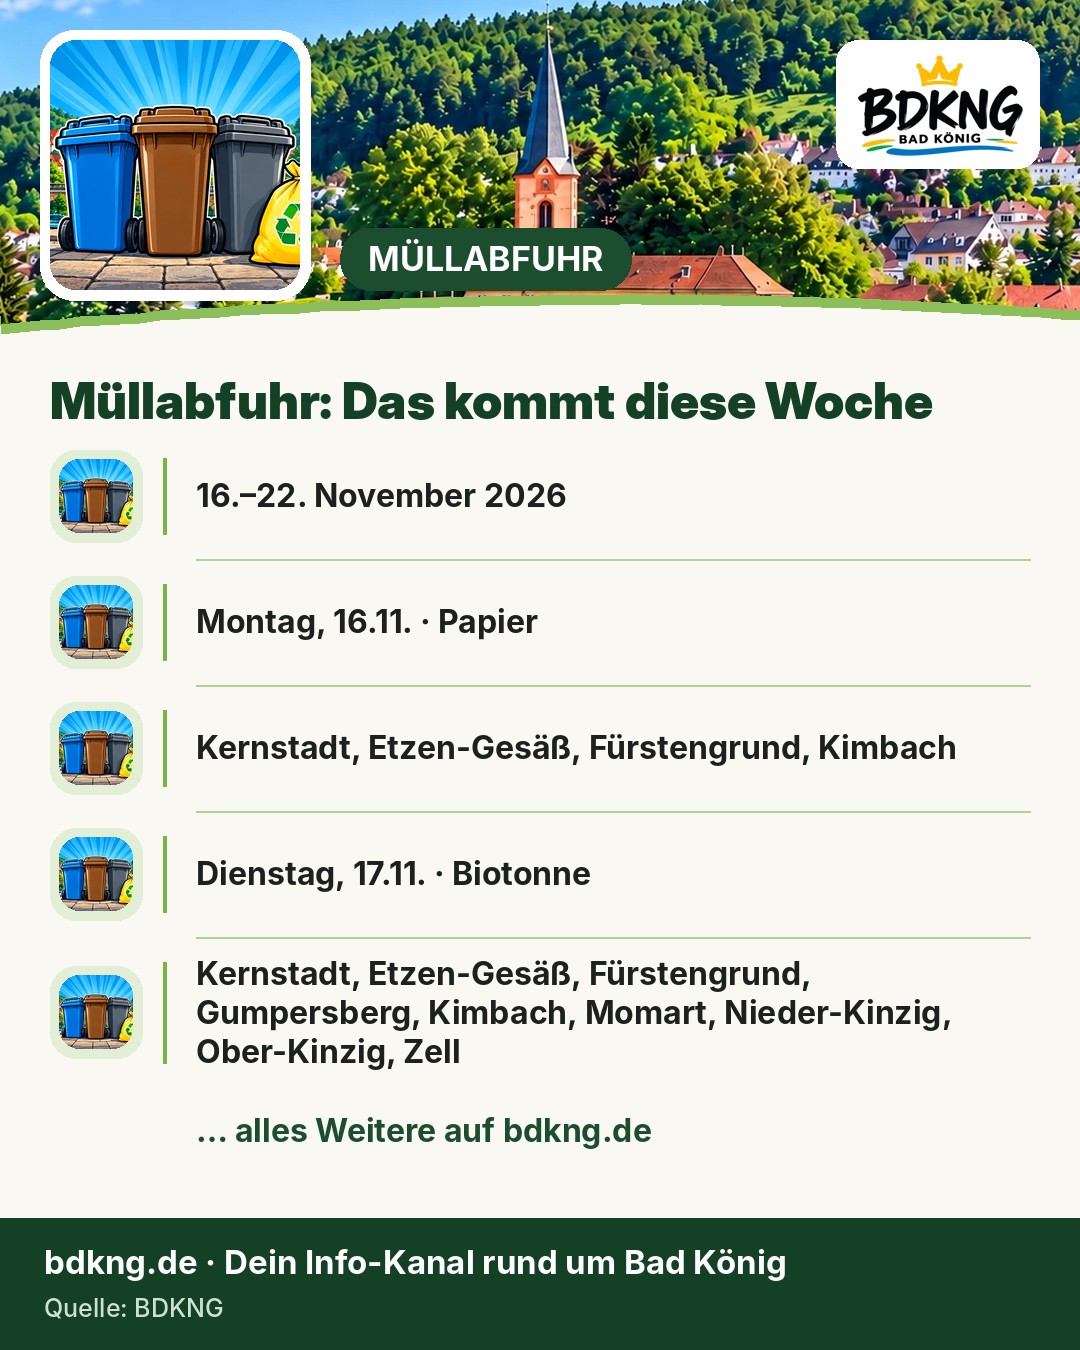 BDKNG
BAD KÖNIG
MÜLLABFUHR
Müllabfuhr: Das kommt diese Woche
16.–22. November 2026
Montag, 16.11. · Papier
Kernstadt, Etzen-Gesäß, Fürstengrund, Kimbach
Dienstag, 17.11. · Biotonne
Kernstadt, Etzen-Gesäß, Fürstengrund,
Gumpersberg, Kimbach, Momart, Nieder-Kinzig,
Ober-Kinzig, Zell
… alles Weitere auf bdkng.de
bdkng.de · Dein Info-Kanal rund um Bad König
Quelle: BDKNG